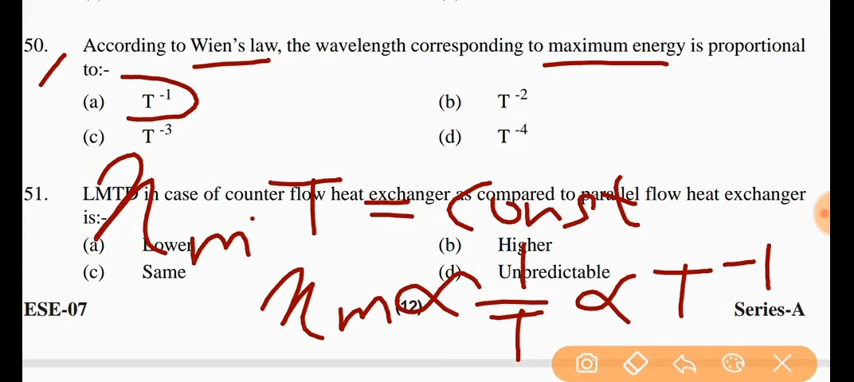 50. According to Wien's law, the wavelength corresponding to maximum energy is proportional
to:-
(a) T⁻¹ (b) T⁻²
(c) T⁻³ (d) T⁻⁴
51. LMTD in case of counter flow heat exchanger as compared to parallel flow heat exchanger
is:-
λm T = Const
(a) Lower (b) Higher
(c) Same (d) Unpredictable
λm ∝ 1/T ∝ T⁻¹
ESE-07 (12) Series-A